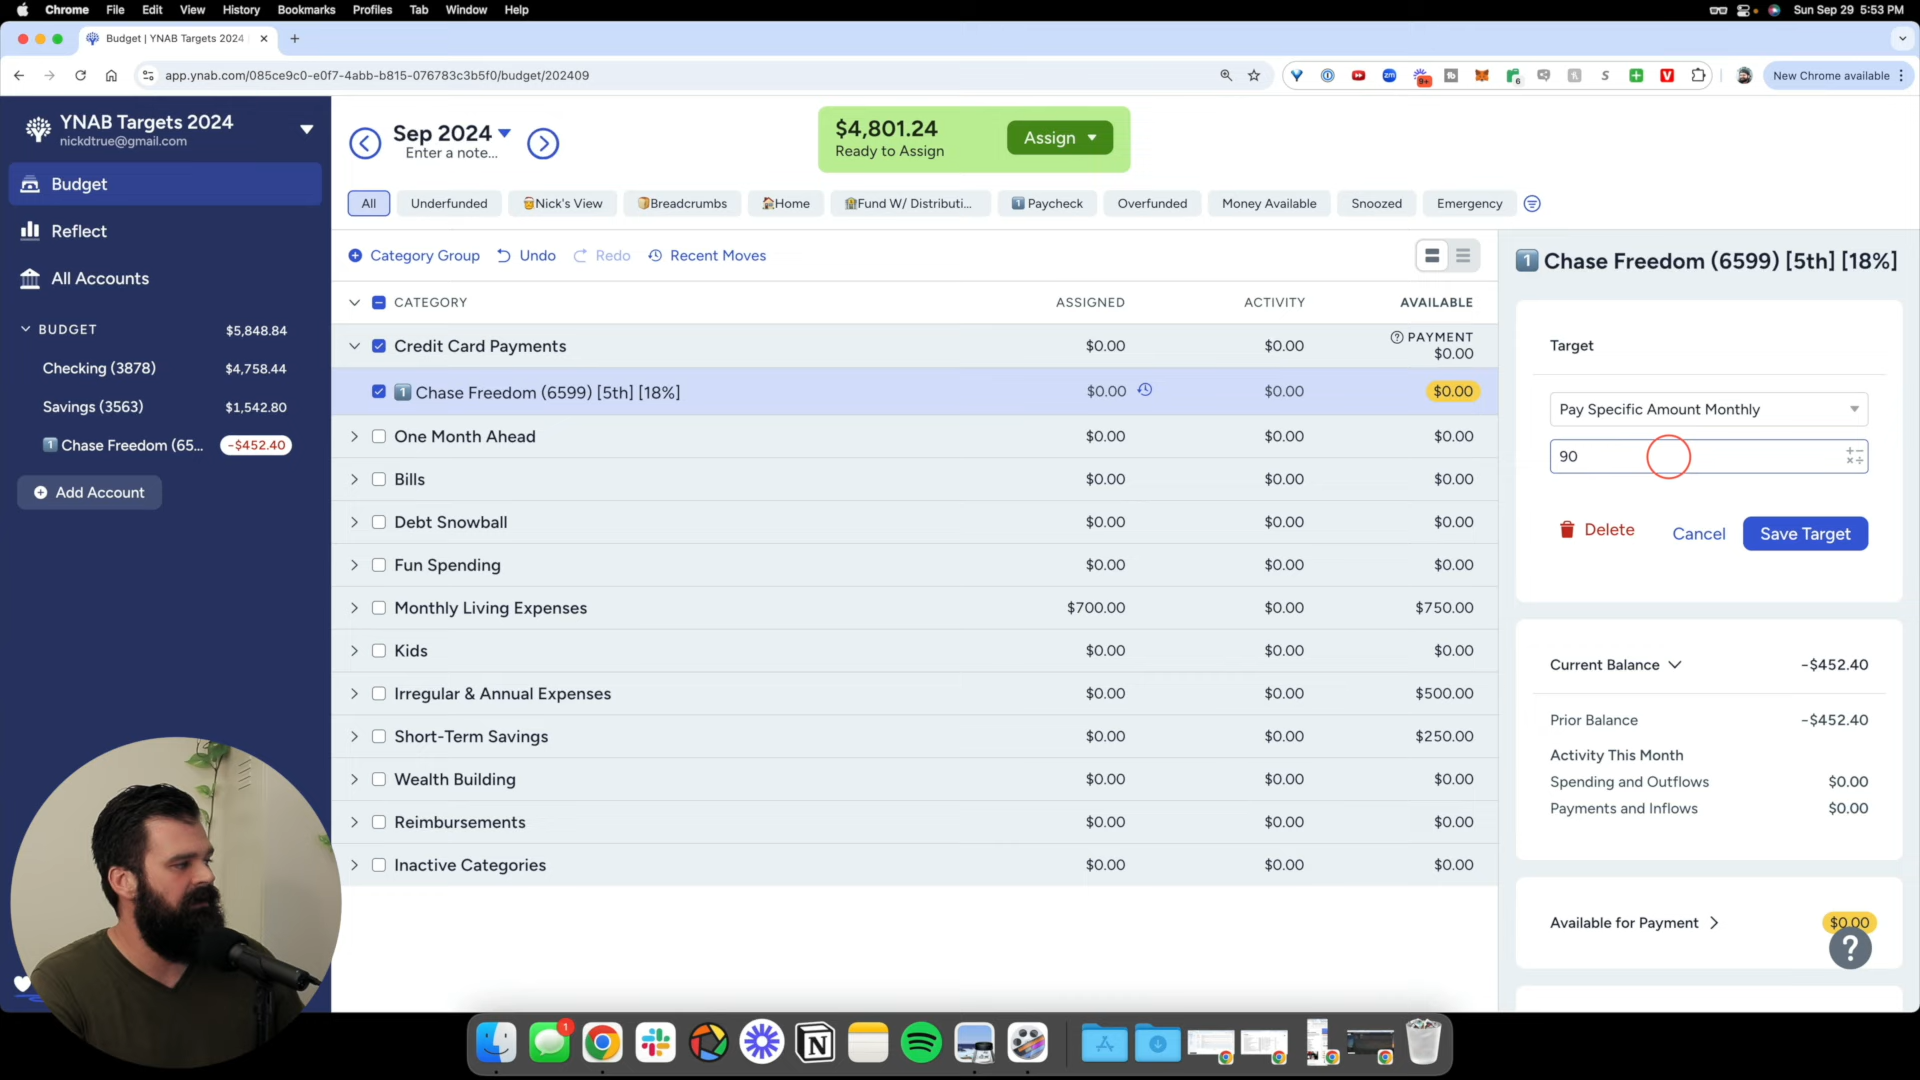 Chrome File Edit View History Bookmarks Profiles Tab Window Help
Sun Sep 29 5:53 PM
Budget | YNAB Targets 2024
app.ynab.com/085ce9c0-e0f7-4abb-b815-076783c3b5f0/budget/202409
New Chrome available
YNAB Targets 2024
nickdtrue@gmail.com
Budget
Reflect
All Accounts
BUDGET $5,848.84
Checking (3878) $4,758.44
Savings (3563) $1,542.80
1 Chase Freedom (65... -$452.40
Add Account
Sep 2024
Enter a note...
$4,801.24
Ready to Assign
Assign
All Underfunded Nick's View Breadcrumbs Home Fund W/ Distributi... 1 Paycheck Overfunded Money Available Snoozed Emergency
Category Group Undo Redo Recent Moves
CATEGORY ASSIGNED ACTIVITY AVAILABLE
Credit Card Payments $0.00 $0.00 PAYMENT
$0.00
1 Chase Freedom (6599) [5th] [18%] $0.00 $0.00 $0.00
One Month Ahead $0.00 $0.00 $0.00
Bills $0.00 $0.00 $0.00
Debt Snowball $0.00 $0.00 $0.00
Fun Spending $0.00 $0.00 $0.00
Monthly Living Expenses $700.00 $0.00 $750.00
Kids $0.00 $0.00 $0.00
Irregular & Annual Expenses $0.00 $0.00 $500.00
Short-Term Savings $0.00 $0.00 $250.00
Wealth Building $0.00 $0.00 $0.00
Reimbursements $0.00 $0.00 $0.00
Inactive Categories $0.00 $0.00 $0.00
1 Chase Freedom (6599) [5th] [18%]
Target
Pay Specific Amount Monthly
90
Delete Cancel Save Target
Current Balance -$452.40
Prior Balance -$452.40
Activity This Month
Spending and Outflows $0.00
Payments and Inflows $0.00
Available for Payment $0.00
?